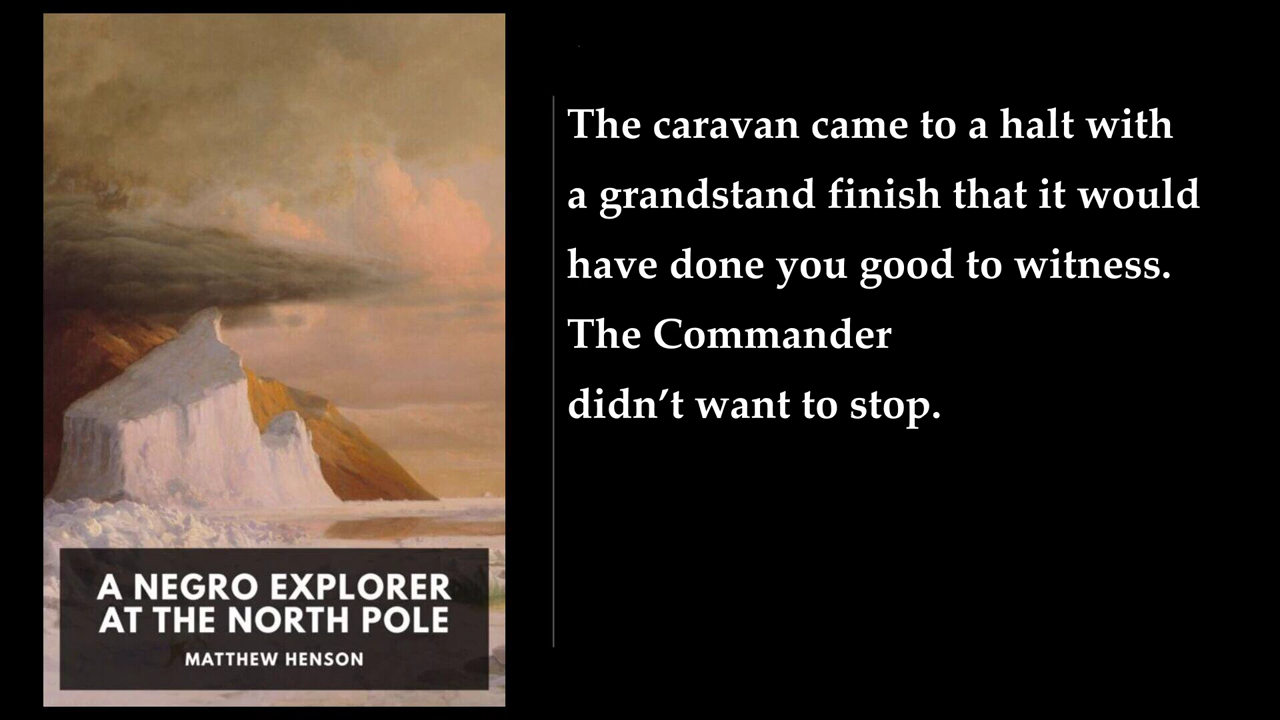 The caravan came to a halt with
a grandstand finish that it would
have done you good to witness.
The Commander
didn’t want to stop.
A NEGRO EXPLORER
AT THE NORTH POLE
MATTHEW HENSON